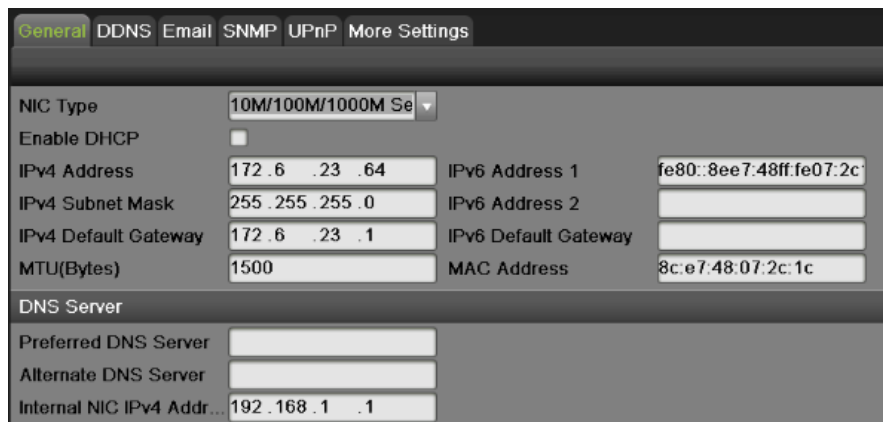 General DDNS Email SNMP UPnP More Settings
NIC Type 10M/100M/1000M Se
Enable DHCP
IPv4 Address 172 .6 .23 .64 IPv6 Address 1 fe80::8ee7:48ff:fe07:2c
IPv4 Subnet Mask 255 .255 .255 .0 IPv6 Address 2
IPv4 Default Gateway 172 .6 .23 .1 IPv6 Default Gateway
MTU(Bytes) 1500 MAC Address 8c:e7:48:07:2c:1c
DNS Server
Preferred DNS Server
Alternate DNS Server
Internal NIC IPv4 Addr... 192 .168 .1 .1